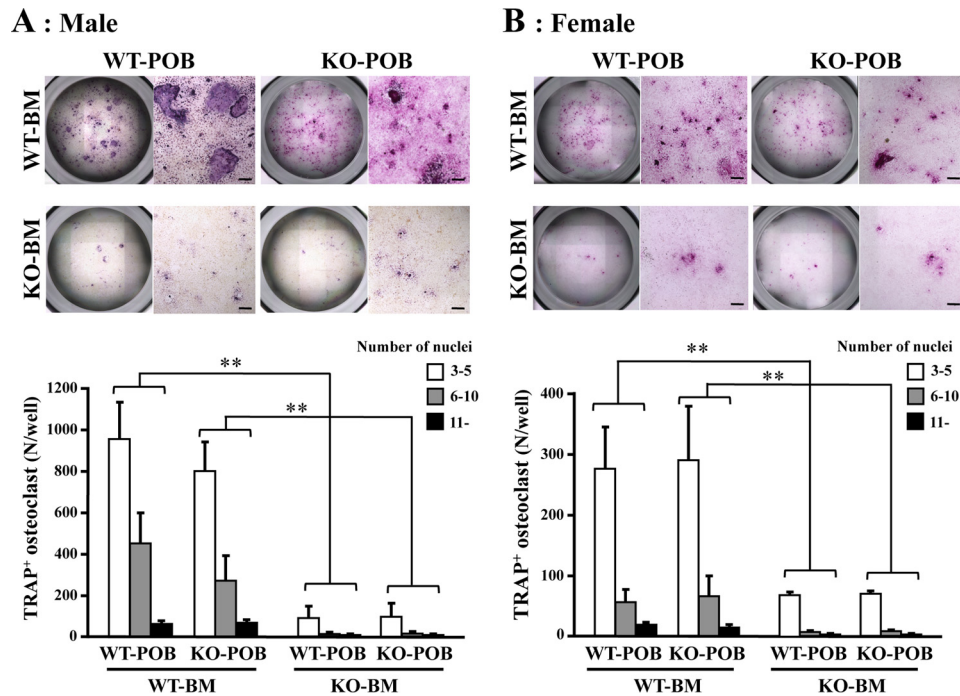 A : Male
WT-POB KO-POB
WT-BM
KO-BM
Number of nuclei
3-5
6-10
11-
**
**
TRAP+ osteoclast (N/well)
1200
1000
800
600
400
200
0
WT-POB KO-POB WT-POB KO-POB
WT-BM KO-BM
B : Female
WT-POB KO-POB
WT-BM
KO-BM
Number of nuclei
3-5
6-10
11-
**
**
TRAP+ osteoclast (N/well)
400
300
200
100
0
WT-POB KO-POB WT-POB KO-POB
WT-BM KO-BM